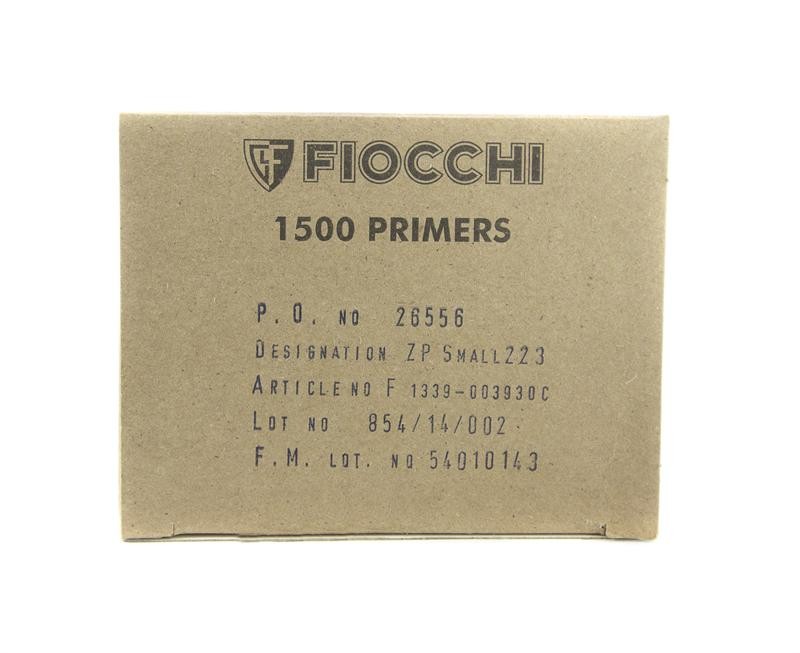 FIOCCHI
1500 PRIMERS
P.O. NO 26556
DESIGNATION ZP SMALL223
ARTICLE NO F 1339-003930C
LOT NO 854/14/002
F.M. LOT. NO 54010143